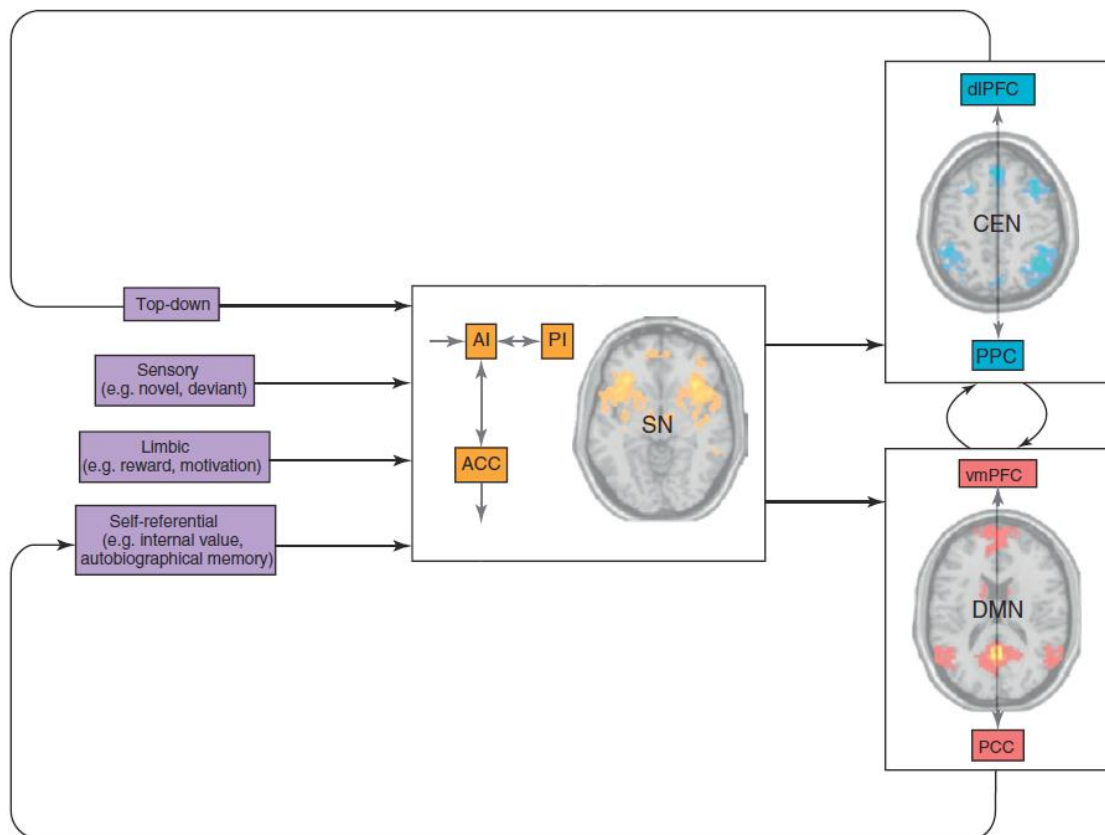 dlPFC
CEN
PPC
Top-down
Sensory
(e.g. novel, deviant)
Limbic
(e.g. reward, motivation)
Self-referential
(e.g. internal value,
autobiographical memory)
AI
PI
ACC
SN
vmPFC
DMN
PCC